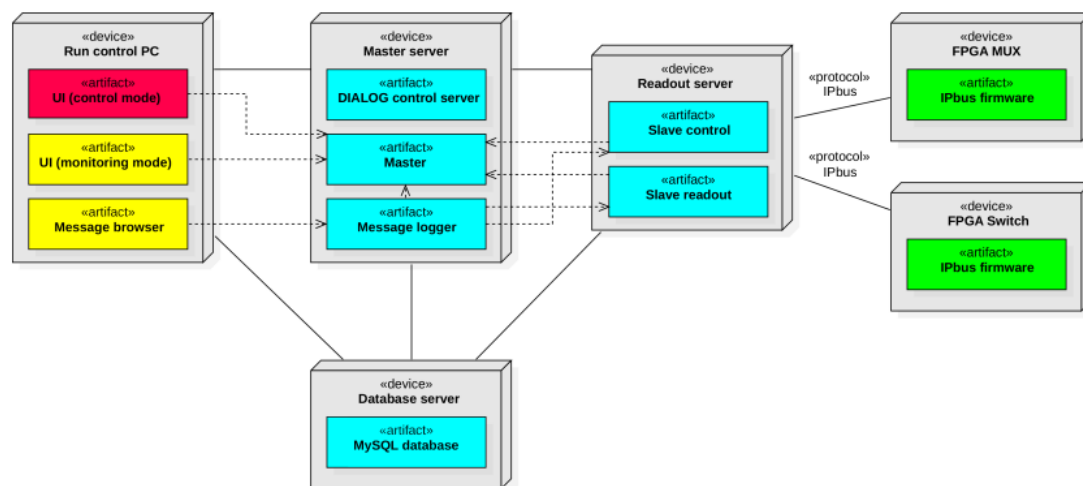 «device»
Run control PC
«artifact»
UI (control mode)
«artifact»
UI (monitoring mode)
«artifact»
Message browser
«device»
Master server
«artifact»
DIALOG control server
«artifact»
Master
«artifact»
Message logger
«device»
Readout server
«artifact»
Slave control
«artifact»
Slave readout
«protocol»
IPbus
«protocol»
IPbus
«device»
FPGA MUX
«artifact»
IPbus firmware
«device»
FPGA Switch
«artifact»
IPbus firmware
«device»
Database server
«artifact»
MySQL database